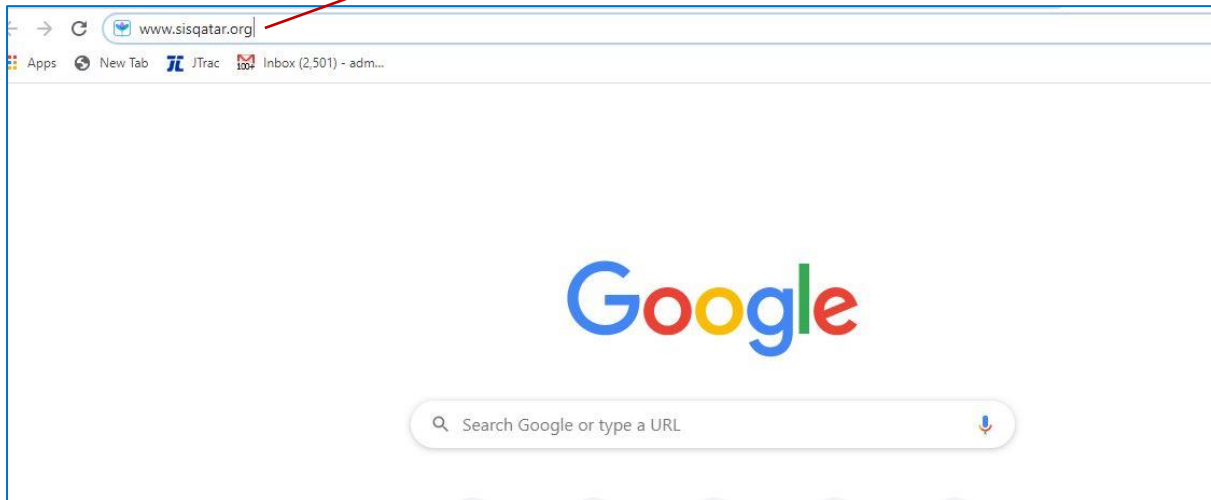 www.sisqatar.org
Apps New Tab JTrac Inbox (2,501) - adm...
Google
Search Google or type a URL